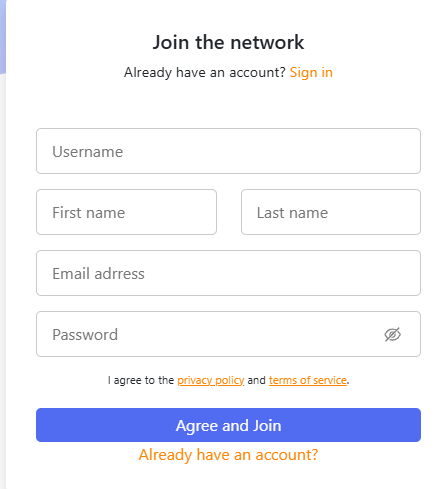 Join the network
Already have an account? Sign in
Username
First name Last name
Email adrress
Password
I agree to the privacy policy and terms of service.
Agree and Join
Already have an account?